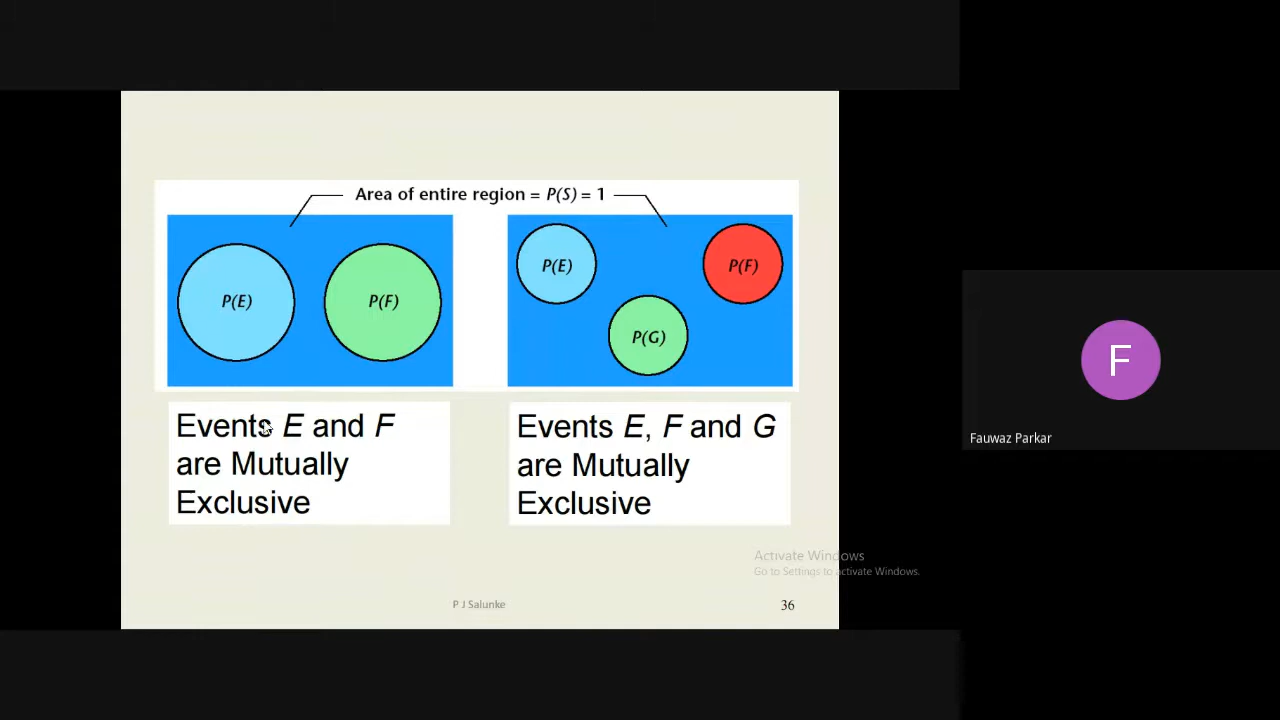 Area of entire region = P(S) = 1
P(E)
P(F)
P(E)
P(F)
P(G)
Events E and F
are Mutually
Exclusive
Events E, F and G
are Mutually
Exclusive
F
Fauwaz Parkar
Activate Windows
Go to Settings to activate Windows.
P J Salunke
36